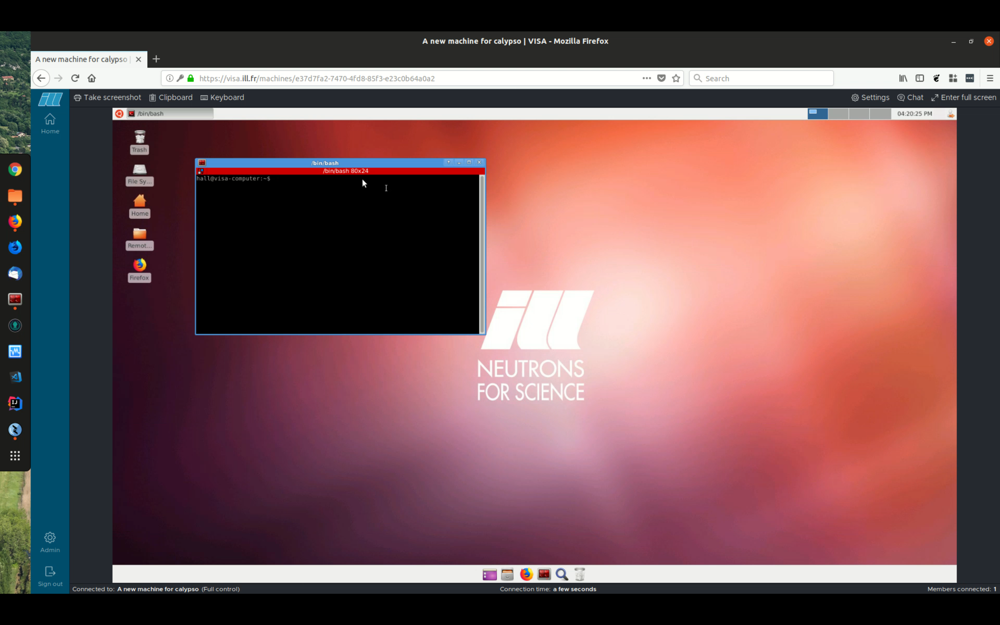 A new machine for calypso | VISA - Mozilla Firefox
A new machine for calypso |
https://visa.ill.fr/machines/e37d7fa2-7470-4fd8-85f3-e23c0b64a0a2
Search
ill
Take screenshot
Clipboard
Keyboard
Settings
Chat
Enter full screen
Home
/bin/bash
04:20:25 PM
Trash
File Sy...
Home
Remot...
Firefox
/bin/bash
/bin/bash 80x24
hall@visa-computer:~$
IJ
ill
NEUTRONS
FOR SCIENCE
Admin
Sign out
Connected to: A new machine for calypso (Full control)
Connection time: a few seconds
Members connected: 1